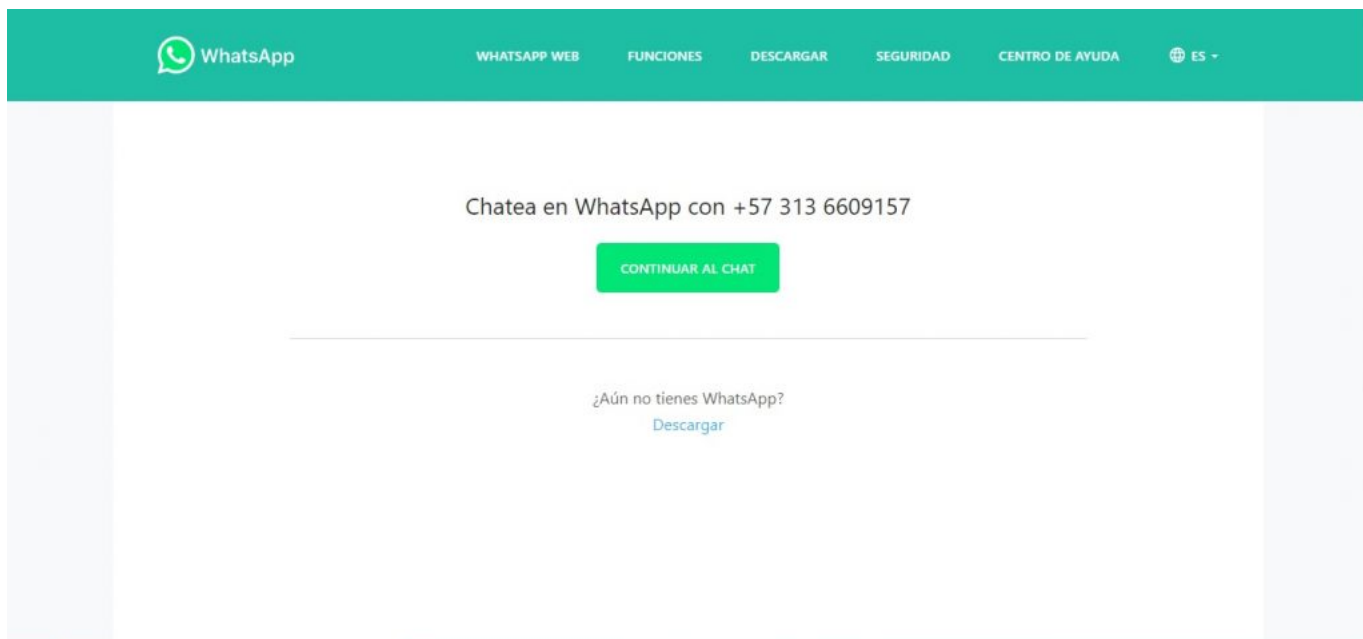 WhatsApp WHATSAPP WEB FUNCIONES DESCARGAR SEGURIDAD CENTRO DE AYUDA ES
Chatea en WhatsApp con +57 313 6609157
CONTINUAR AL CHAT
¿Aún no tienes WhatsApp?
Descargar